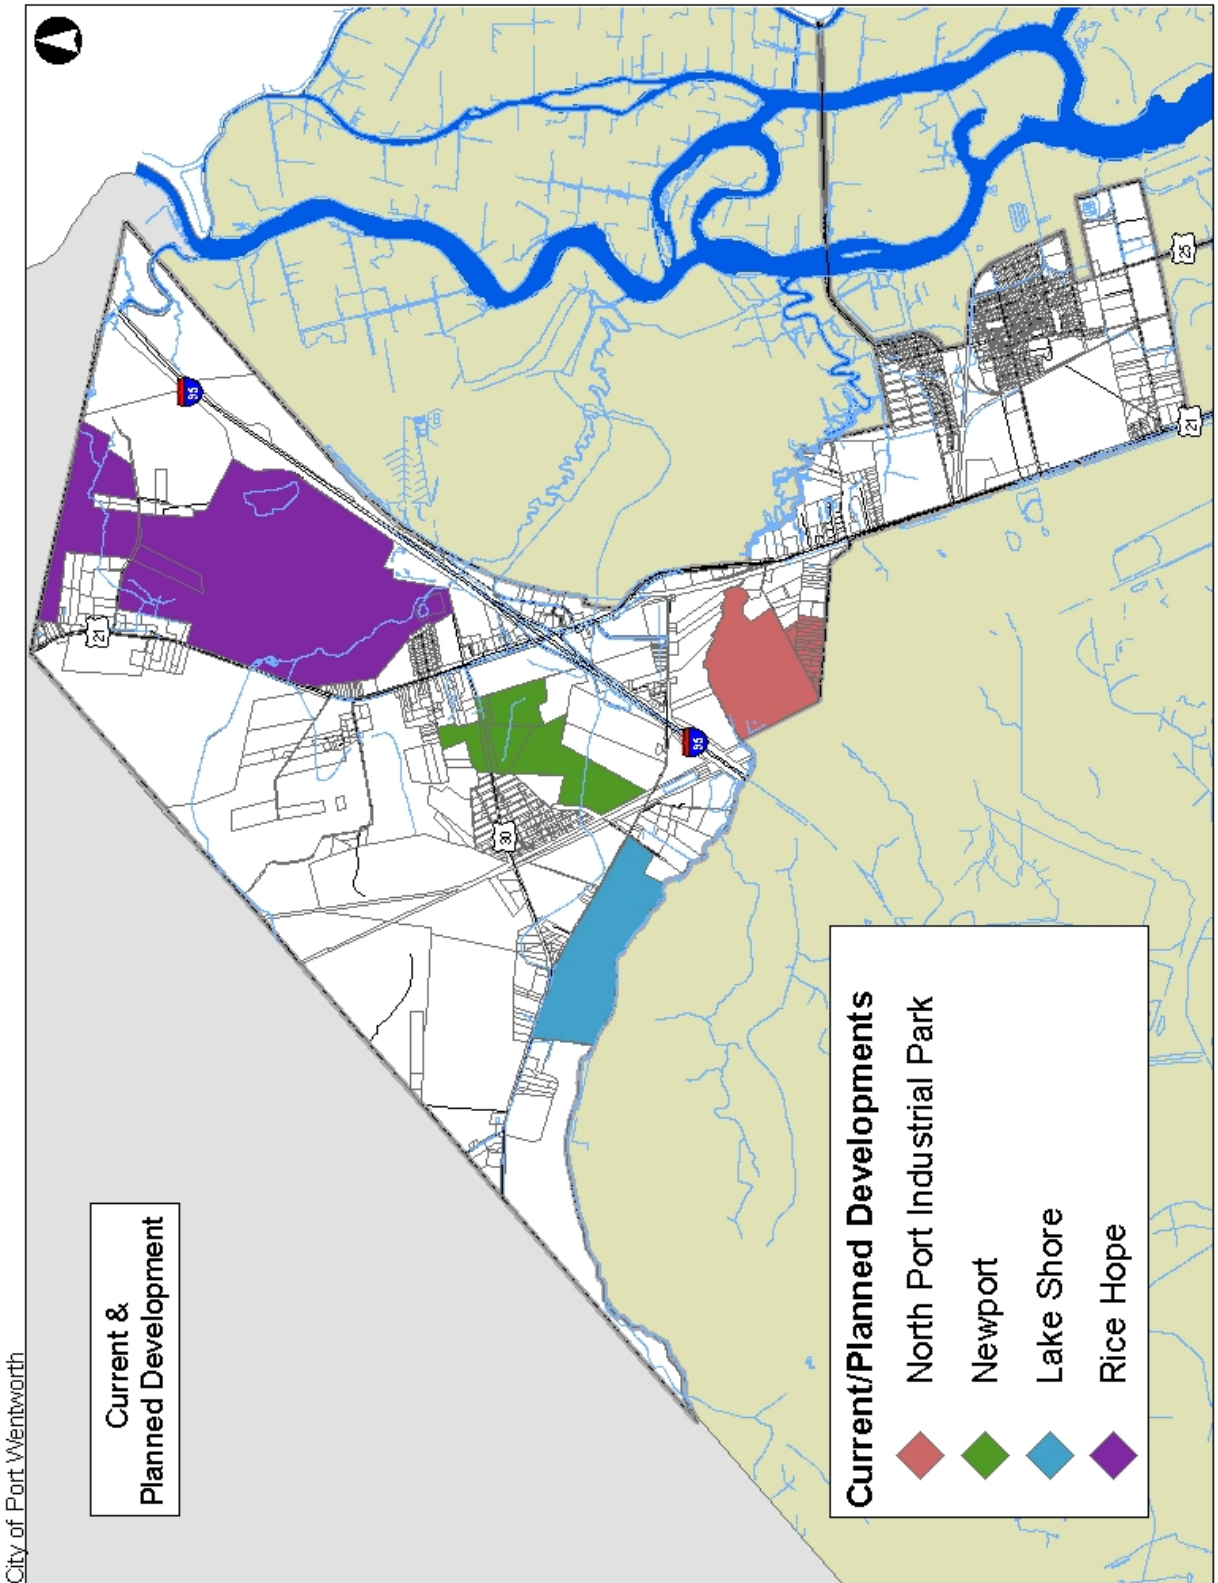 City of Port Wentworth
Current &
Planned Development
95
21
30
95
21
25
Current/Planned Developments
North Port Industrial Park
Newport
Lake Shore
Rice Hope